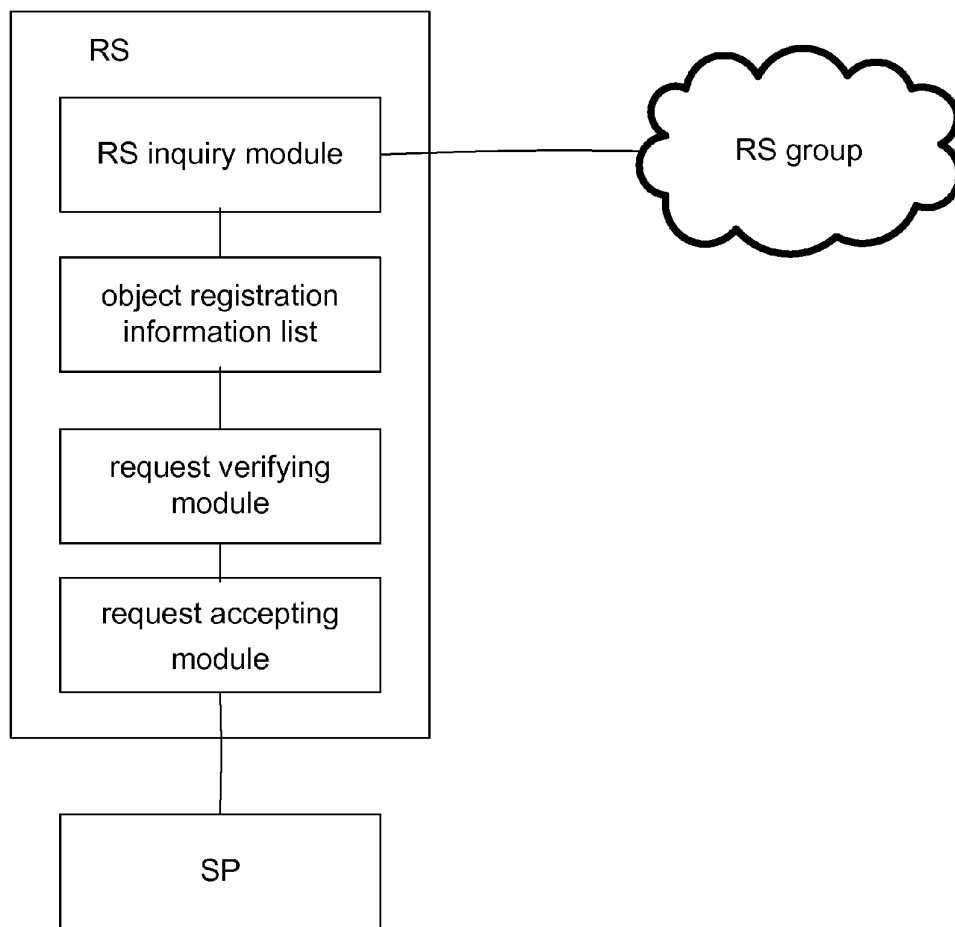 RS
RS inquiry module
RS group
object registration
information list
request verifying
module
request accepting
module
SP